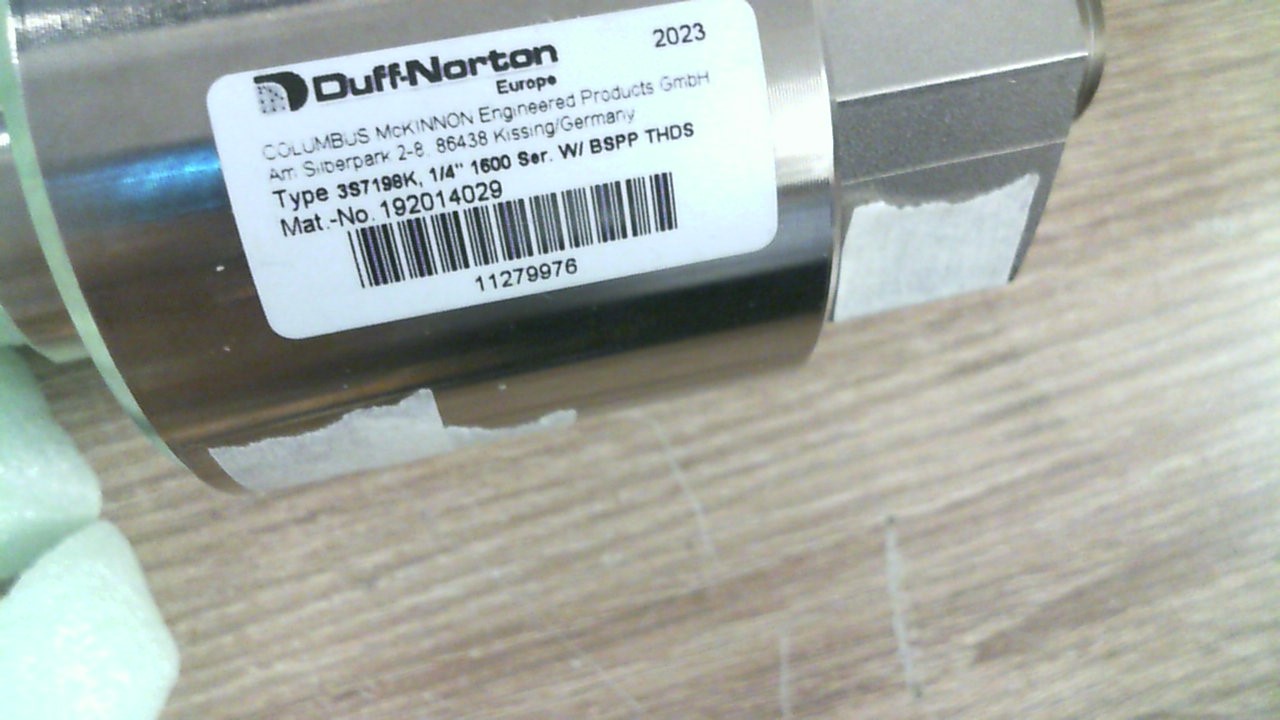 2023
Duff-Norton
Europe
COLUMBUS McKINNON Engineered Products GmbH
Am Silberpark 2-8, 86438 Kissing/Germany
Type 3S7198K, 1/4" 1600 Ser. W/ BSPP THDS
Mat.-No. 192014029
11279976